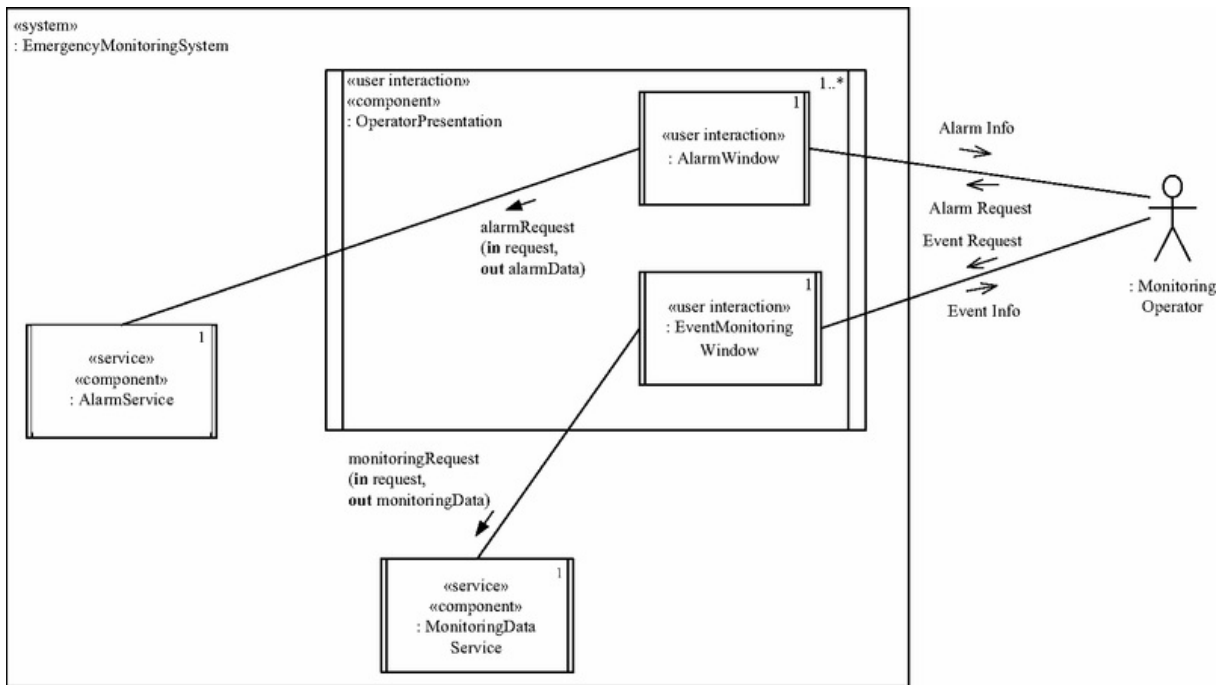 «system»
: EmergencyMonitoringSystem
«user interaction»
«component»
: OperatorPresentation
1..*
1
«user interaction»
: AlarmWindow
Alarm Info
Alarm Request
Event Request
Event Info
: Monitoring
Operator
alarmRequest
(in request,
out alarmData)
1
«user interaction»
: EventMonitoring
Window
1
«service»
«component»
: AlarmService
monitoringRequest
(in request,
out monitoringData)
1
«service»
«component»
: MonitoringData
Service